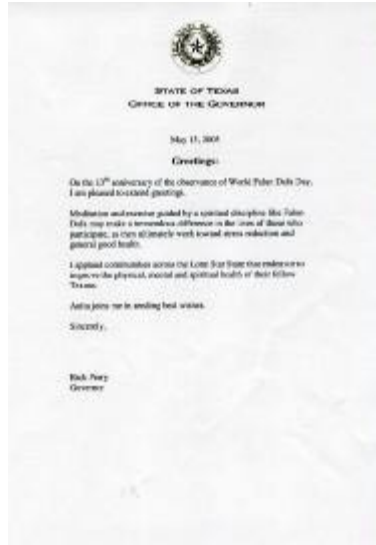 STATE OF TEXAS
OFFICE OF THE GOVERNOR
May 13, 2005
Greetings:
On the 13th anniversary of the observance of World Falun Dafa Day,
I am pleased to extend greetings.
Meditation and exercise guided by a spiritual discipline like Falun
Dafa may make a tremendous difference in the lives of those who
participate, as they ultimately work toward stress reduction and
general good health.
I applaud communities across the Lone Star State that endeavor to
improve the physical, mental and spiritual health of their fellow
Texans.
Anita joins me in sending best wishes.
Sincerely,
Rick Perry
Governor